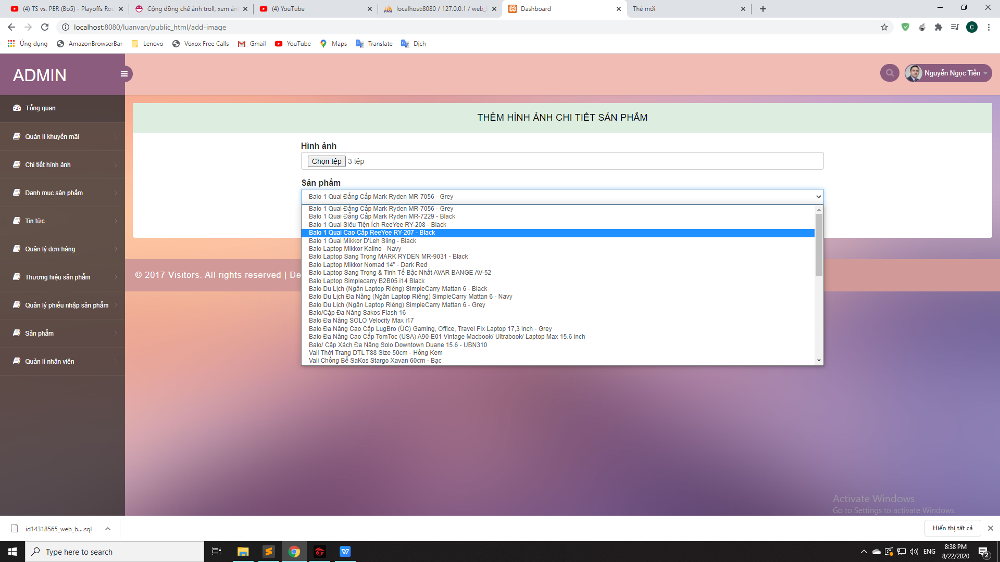 (4) TS vs. PER (Bo5) - Playoffs Rou
Cộng đồng chế ảnh troll, xem ản
(4) YouTube
localhost:8080 / 127.0.0.1 / web_
Dashboard
Thẻ mới
localhost:8080/luanvan/public_html/add-image
C
Ứng dụng
AmazonBrowserBar
Lenovo
Voxox Free Calls
Gmail
YouTube
Maps
Translate
Dịch
ADMIN
Nguyễn Ngọc Tiến
Tổng quan
Quản lí khuyến mãi
Chi tiết hình ảnh
Danh mục sản phẩm
Tin tức
Quản lý đơn hàng
Thương hiệu sản phẩm
Quản lý phiếu nhập sản phẩm
Sản phẩm
Quản lí nhân viên
THÊM HÌNH ẢNH CHI TIẾT SẢN PHẨM
Hình ảnh
Chọn tệp 3 tệp
Sản phẩm
Balo 1 Quai Đẳng Cấp Mark Ryden MR-7056 - Grey
Balo 1 Quai Đẳng Cấp Mark Ryden MR-7056 - Grey
Balo 1 Quai Đẳng Cấp Mark Ryden MR-7229 - Black
Balo 1 Quai Siêu Tiện Ích ReeYee RY-208 - Black
Balo 1 Quai Cao Cấp ReeYee RY-207 - Black
Balo 1 Quai Mikkor D'Leh Sling - Black
Balo Laptop Mikkor Kalino - Navy
Balo Laptop Sang Trọng MARK RYDEN MR-9031 - Black
Balo Laptop Mikkor Nomad 14" - Dark Red
Balo Laptop Sang Trọng & Tinh Tế Bậc Nhất AVAR BANGE AV-52
Balo Laptop Simplecarry B2B05 i14 Black
Balo Du Lịch (Ngăn Laptop Riêng) SimpleCarry Mattan 6 - Black
Balo Du Lịch Đa Năng (Ngăn Laptop Riêng) SimpleCarry Mattan 6 - Navy
Balo Du Lịch (Ngăn Laptop Riêng) SimpleCarry Mattan 6 - Grey
Balo/Cặp Đa Năng Sakos Flash 16
Balo Đa Năng SOLO Velocity Max i17
Balo Đa Năng Cao Cấp LugBro (ÚC) Gaming, Office, Travel Fix Laptop 17,3 inch - Grey
Balo Đa Năng Cao Cấp TomToc (USA) A90-E01 Vintage Macbook/ Ultrabook/ Laptop Max 15.6 inch
Balo/ Cặp Xách Đa Năng Solo Downtown Duane 15.6 - UBN310
Vali Thời Trang DTL T88 Size 50cm - Hồng Kem
Vali Chống Bể SaKos Stargo Xavan 60cm - Bạc
© 2017 Visitors. All rights reserved | De
Activate Windows
Go to Settings to activate Windows.
id14318565_web_b....sql
Hiển thị tất cả
Type here to search
ENG
8:38 PM
8/22/2020
2